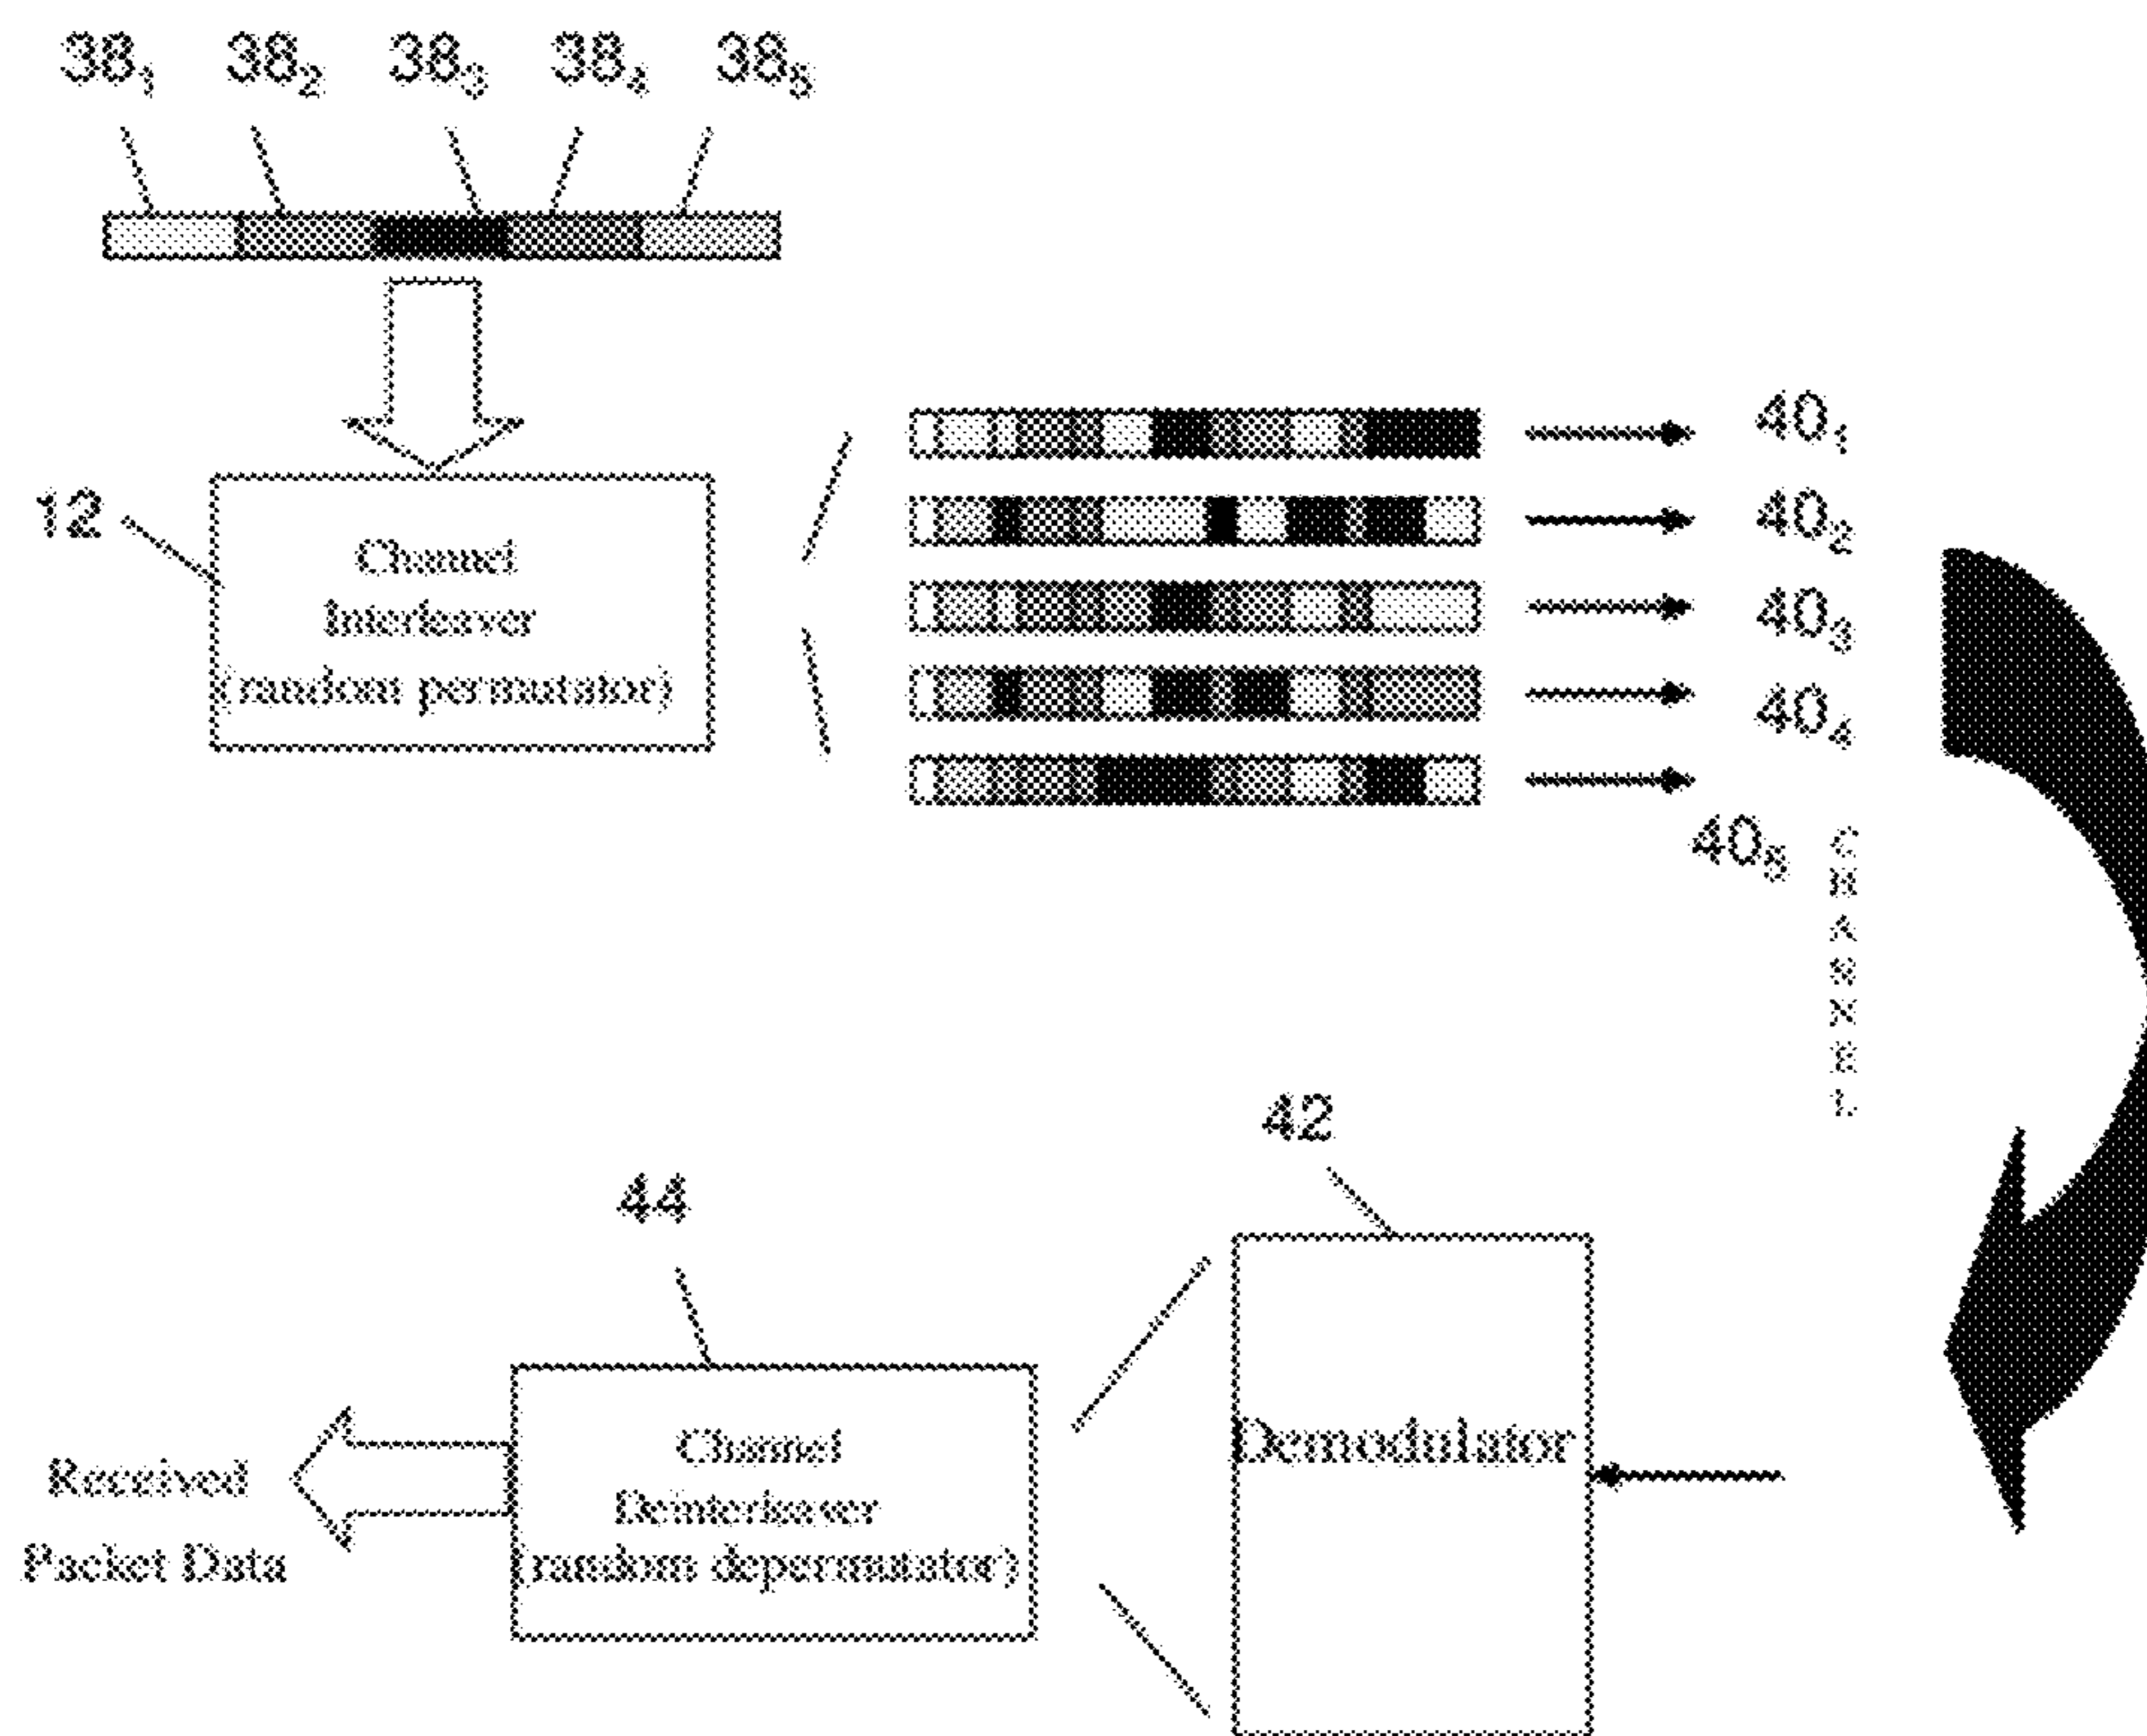 38₁ 38₂ 38₃ 38₄ 38₅
12
Channel
Interleaver
(random permutator)
40₁
40₂
40₃
40₄
40₅
C
H
A
N
N
E
L
42
44
Demodulator
Channel
Deinterleaver
(random depermutator)
Received
Packet Data